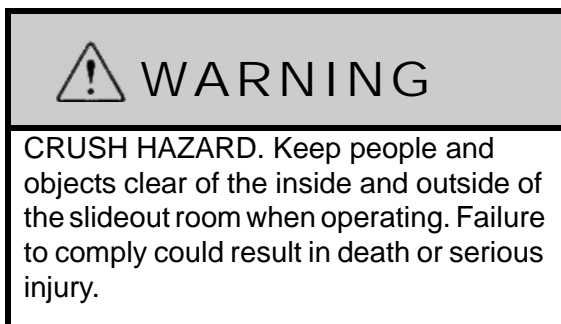 WARNING
CRUSH HAZARD. Keep people and
objects clear of the inside and outside of
the slideout room when operating. Failure
to comply could result in death or serious
injury.